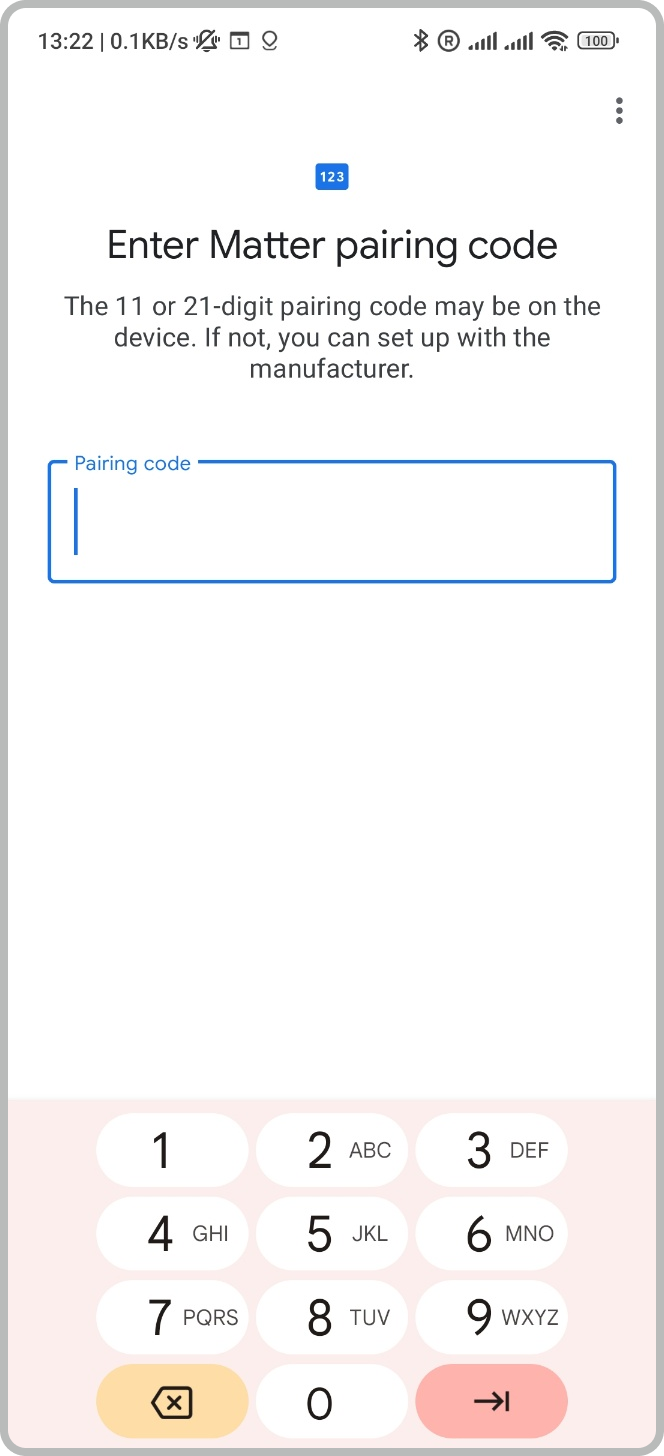 13:22 | 0.1KB/s 1 R 100
123
Enter Matter pairing code
The 11 or 21-digit pairing code may be on the
device. If not, you can set up with the
manufacturer.
Pairing code
1 2 ABC 3 DEF
4 GHI 5 JKL 6 MNO
7 PQRS 8 TUV 9 WXYZ
0